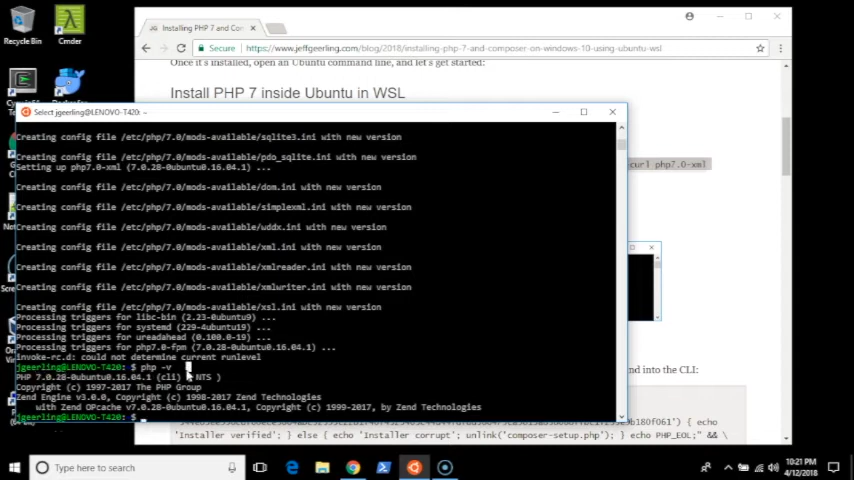 Recycle Bin
Cmder
Installing PHP 7 and Con
Secure
https://www.jeffgeerling.com/blog/2018/installing-php-7-and-composer-on-windows-10-using-ubuntu-wsl
Once it's installed, open an Ubuntu command line, and let's get started:
Install PHP 7 inside Ubuntu in WSL
Select jgeerling@LENOVO-T420: ~
Creating config file /etc/php/7.0/mods-available/sqlite3.ini with new version
Creating config file /etc/php/7.0/mods-available/pdo_sqlite.ini with new version
Setting up php7.0-xml (7.0.28-0ubuntu0.16.04.1) ...
-curl php7.0-xml
Creating config file /etc/php/7.0/mods-available/dom.ini with new version
Creating config file /etc/php/7.0/mods-available/simplexml.ini with new version
Creating config file /etc/php/7.0/mods-available/wddx.ini with new version
Creating config file /etc/php/7.0/mods-available/xml.ini with new version
Creating config file /etc/php/7.0/mods-available/xmlreader.ini with new version
Creating config file /etc/php/7.0/mods-available/xmlwriter.ini with new version
Creating config file /etc/php/7.0/mods-available/xsl.ini with new version
Processing triggers for libc-bin (2.23-0ubuntu9) ...
Processing triggers for systemd (229-4ubuntu19) ...
Processing triggers for ureadahead (0.100.0-19) ...
Processing triggers for php7.0-fpm (7.0.28-0ubuntu0.16.04.1) ...
invoke-rc.d: could not determine current runlevel
jgeerling@LENOVO-T420: $ php -v
PHP 7.0.28-0ubuntu0.16.04.1 (cli) ( NTS )
Copyright (c) 1997-2017 The PHP Group
Zend Engine v3.0.0, Copyright (c) 1998-2017 Zend Technologies
with Zend OPcache v7.0.28-0ubuntu0.16.04.1, Copyright (c) 1999-2017, by Zend Technologies
jgeerling@LENOVO-T420: $
and into the CLI:
{ echo
'Installer verified'; } else { echo 'Installer corrupt'; unlink('composer-setup.php'); } echo PHP_EOL;" && \
Type here to search
10:21 PM
4/12/2018